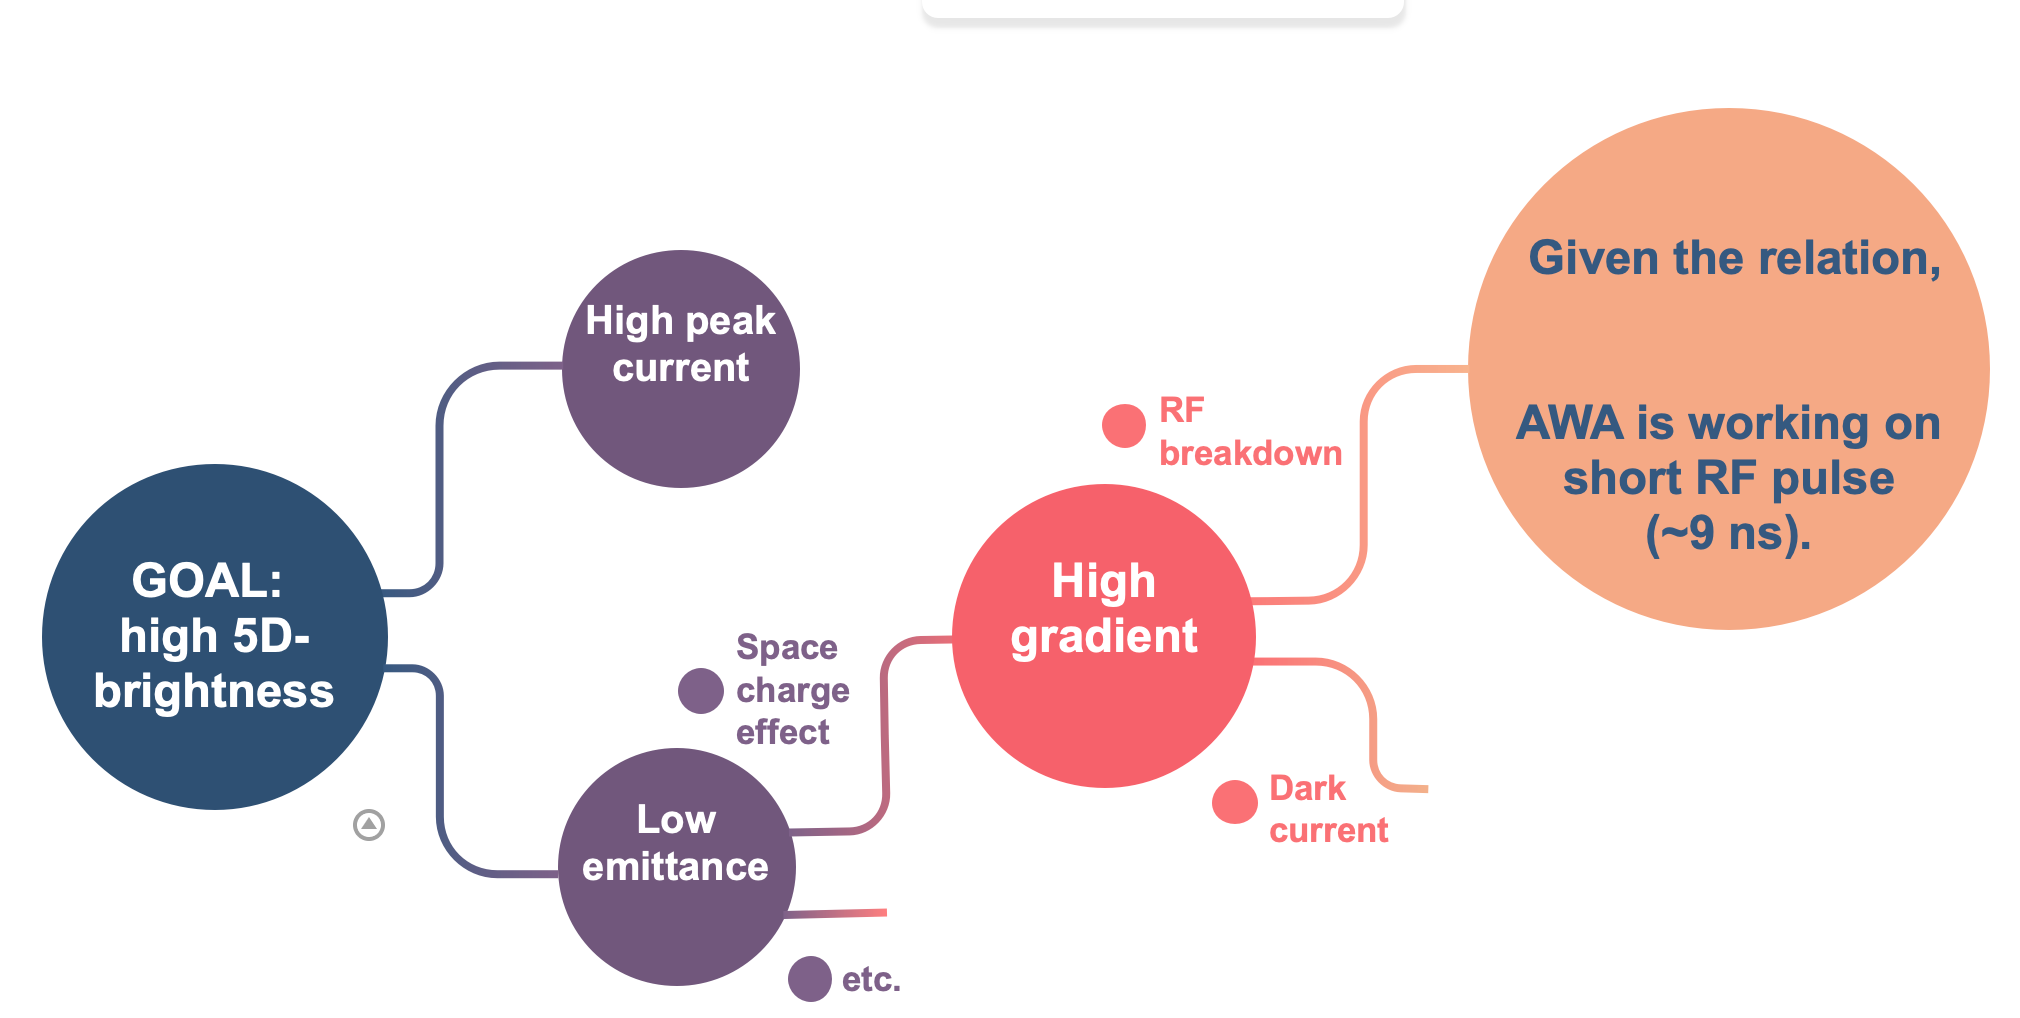 GOAL:
high 5D-
brightness
High peak
current
Low
emittance
Space
charge
effect
etc.
High
gradient
RF
breakdown
Dark
current
Given the relation,
AWA is working on
short RF pulse
(~9 ns).